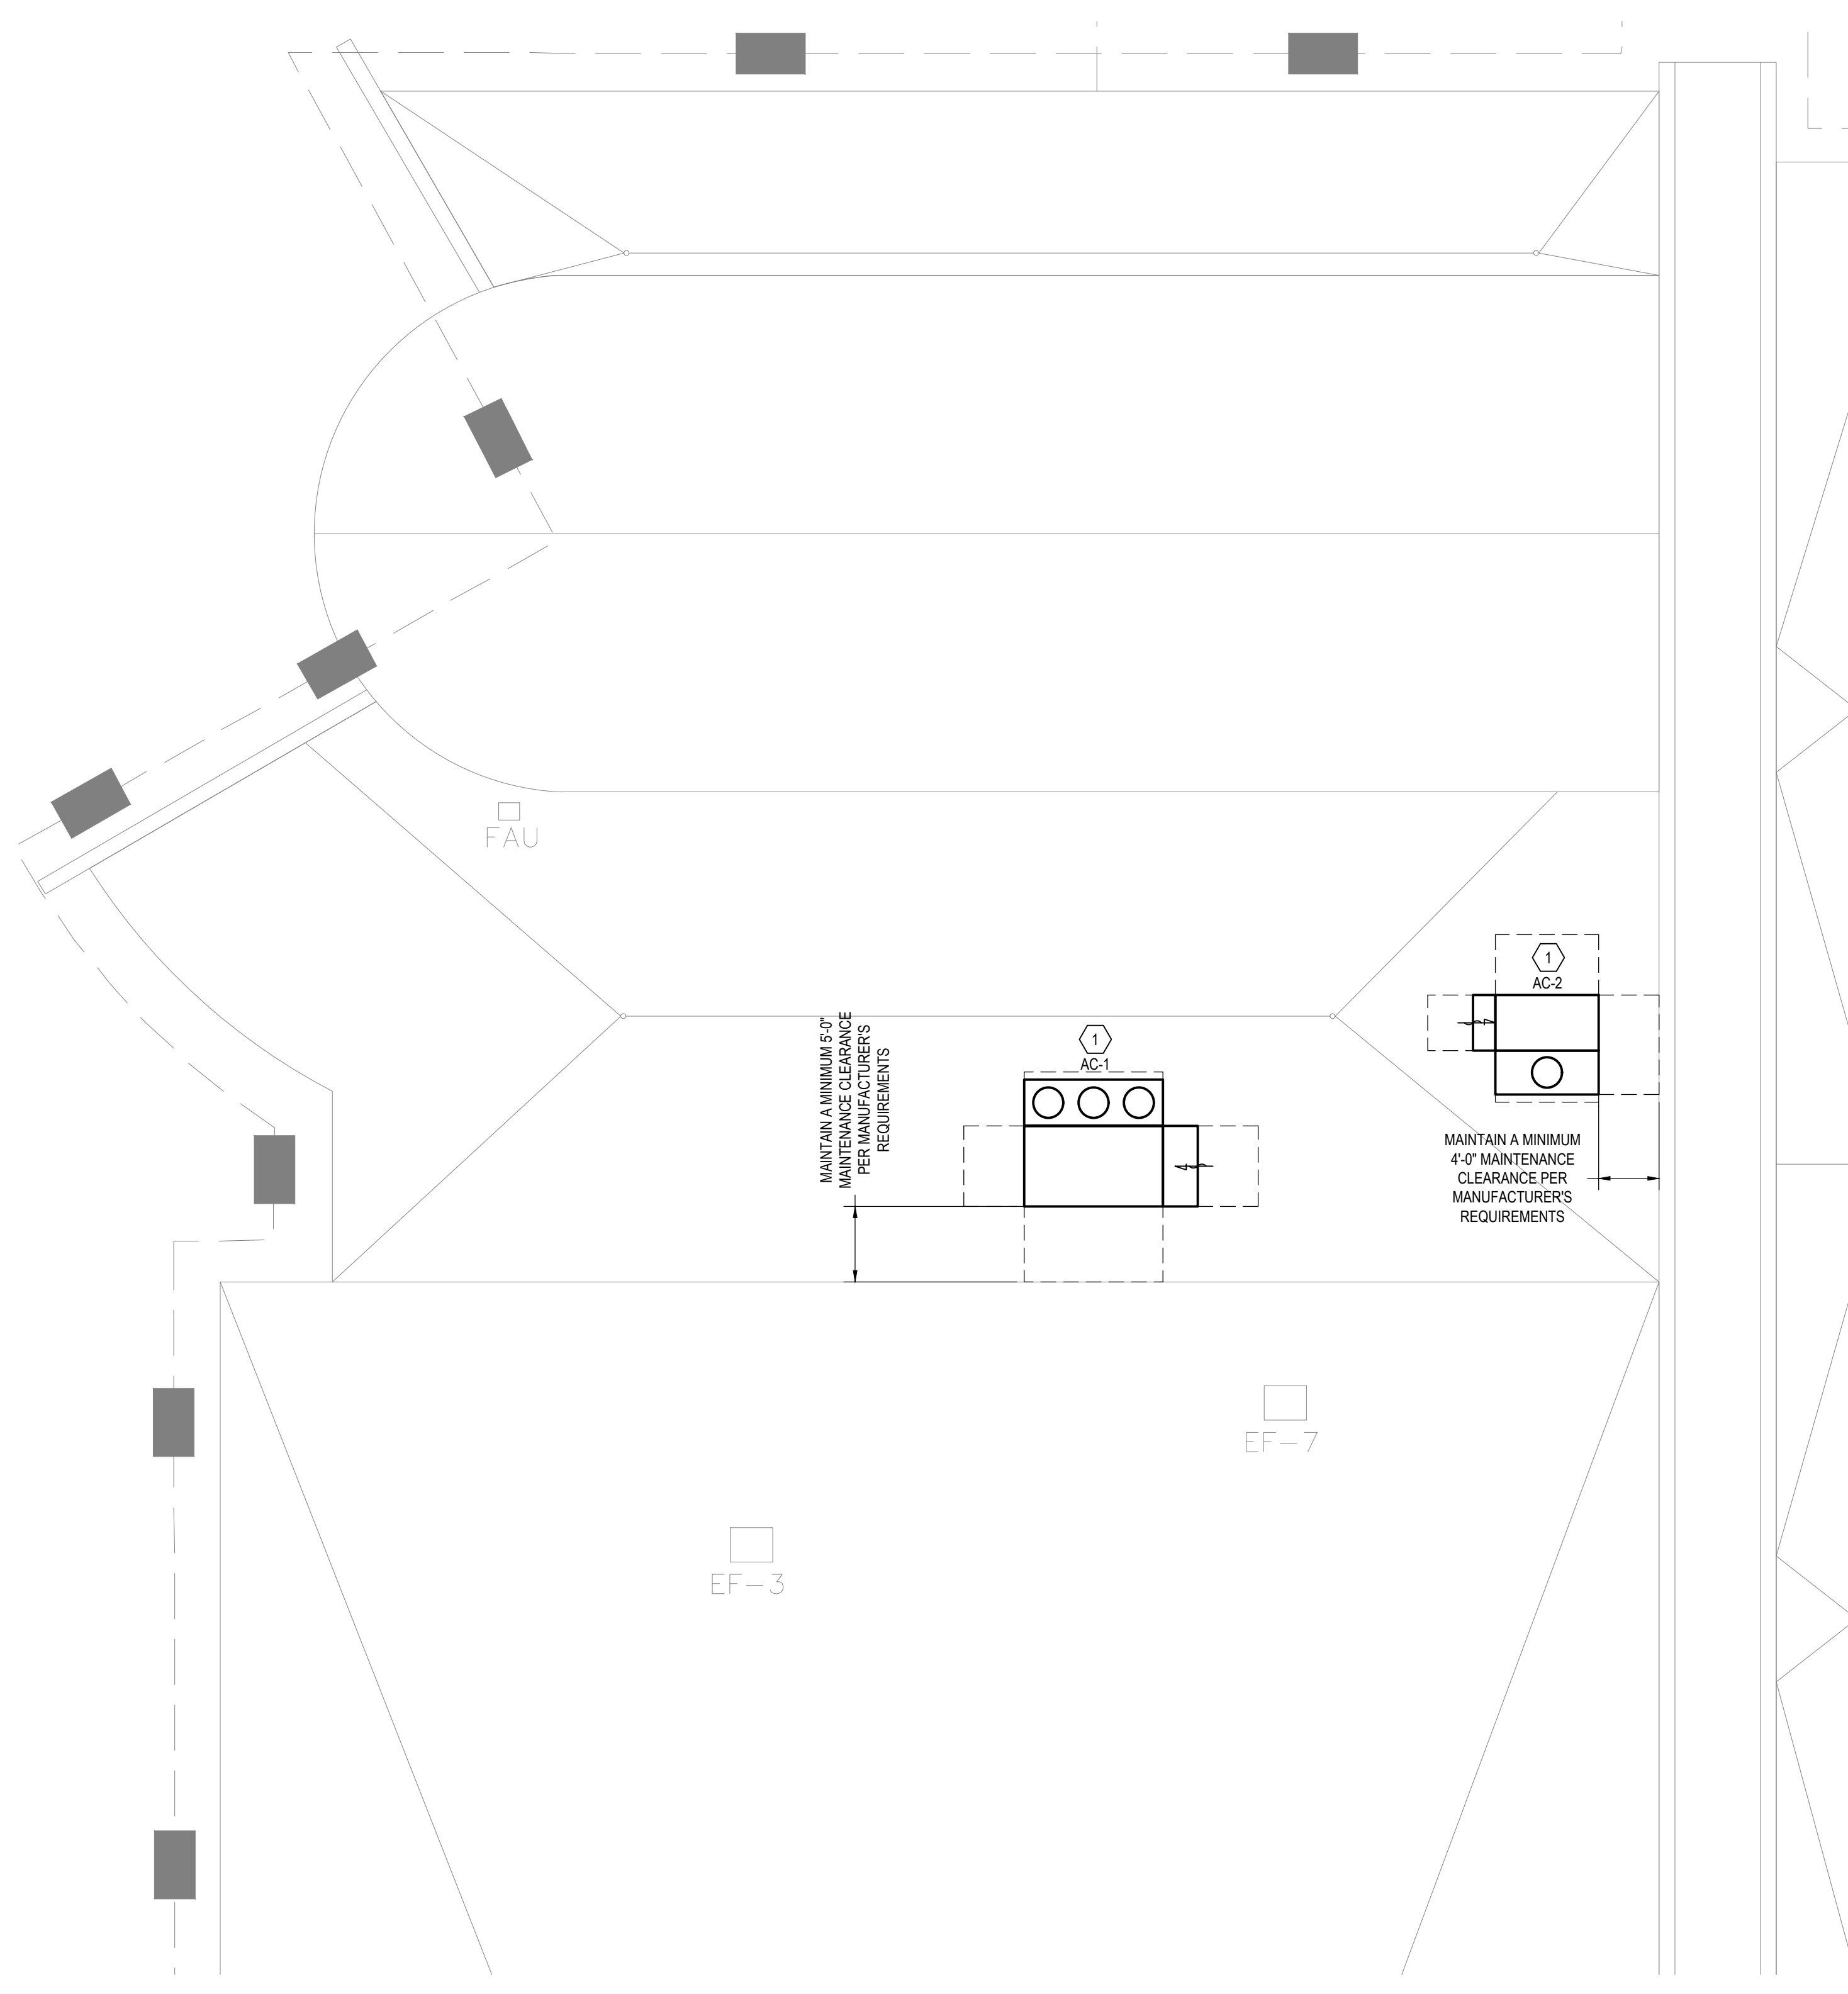 FAU
1
AC-2
MAINTAIN A MINIMUM
4'-0" MAINTENANCE
CLEARANCE PER
MANUFACTURER'S
REQUIREMENTS
1
AC-1
MAINTAIN A MINIMUM 5'-0"
MAINTENANCE CLEARANCE
PER MANUFACTURER'S
REQUIREMENTS
EF-7
EF-3